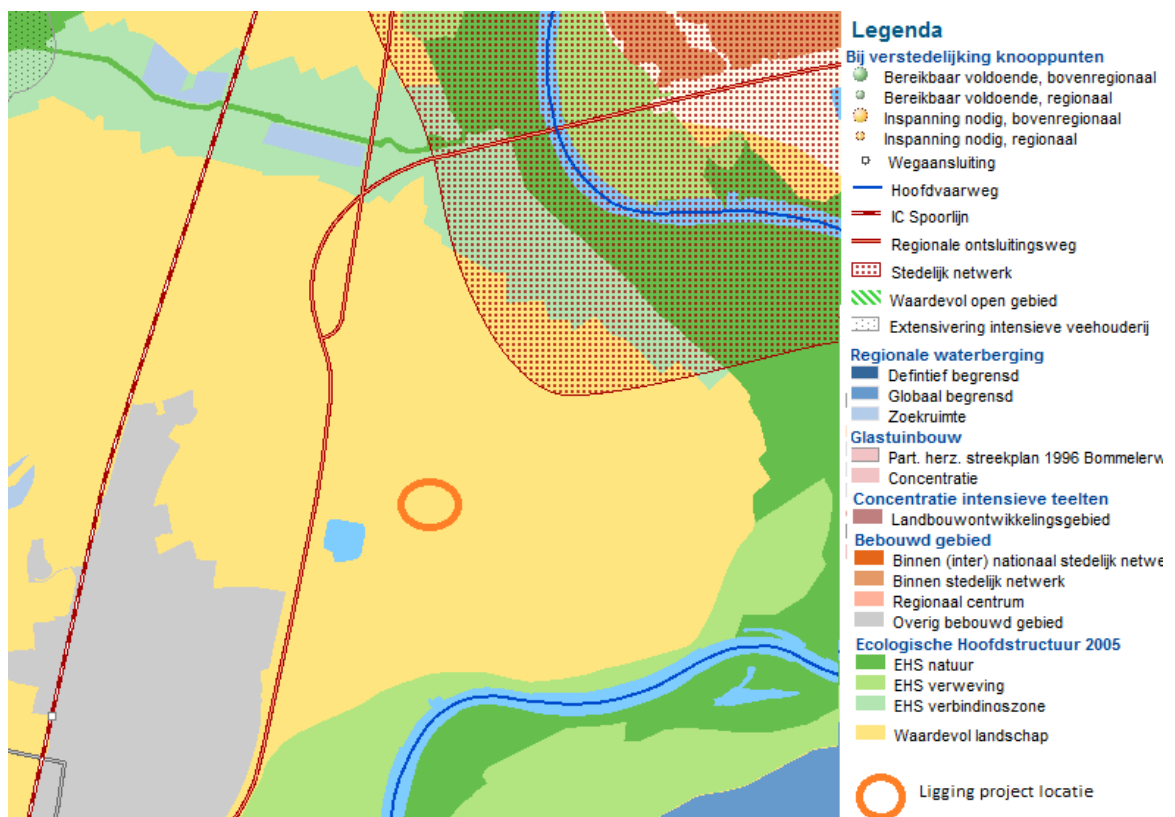 Legenda
Bij verstedelijking knooppunten
Bereikbaar voldoende, bovenregionaal
Bereikbaar voldoende, regionaal
Inspanning nodig, bovenregionaal
Inspanning nodig, regionaal
Wegaansluiting
Hoofdvaarweg
IC Spoorlijn
Regionale ontsluitingsweg
Stedelijk netwerk
Waardevol open gebied
Extensivering intensieve veehouderij
Regionale waterberging
Defintief begrensd
Globaal begrensd
Zoekruimte
Glastuinbouw
Part. herz. streekplan 1996 Bommelerw
Concentratie
Concentratie intensieve teelten
Landbouwontwikkelingsgebied
Bebouwd gebied
Binnen (inter) nationaal stedelijk netwe
Binnen stedelijk netwerk
Regionaal centrum
Overig bebouwd gebied
Ecologische Hoofdstructuur 2005
EHS natuur
EHS verweving
EHS verbindinoszone
Waardevol landschap
Ligging project locatie